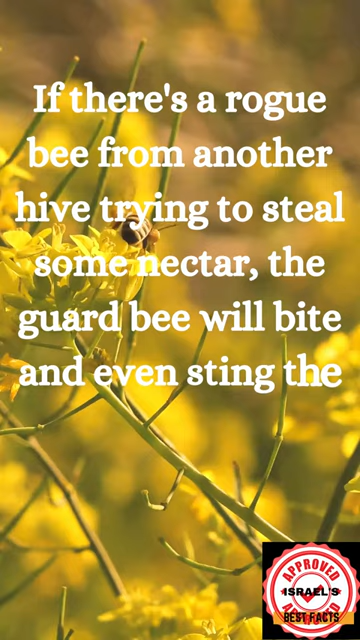 If there's a rogue
bee from another
hive trying to steal
some nectar, the
guard bee will bite
and even sting the
APPROVED
ISRAEL'S
BEST FACTS